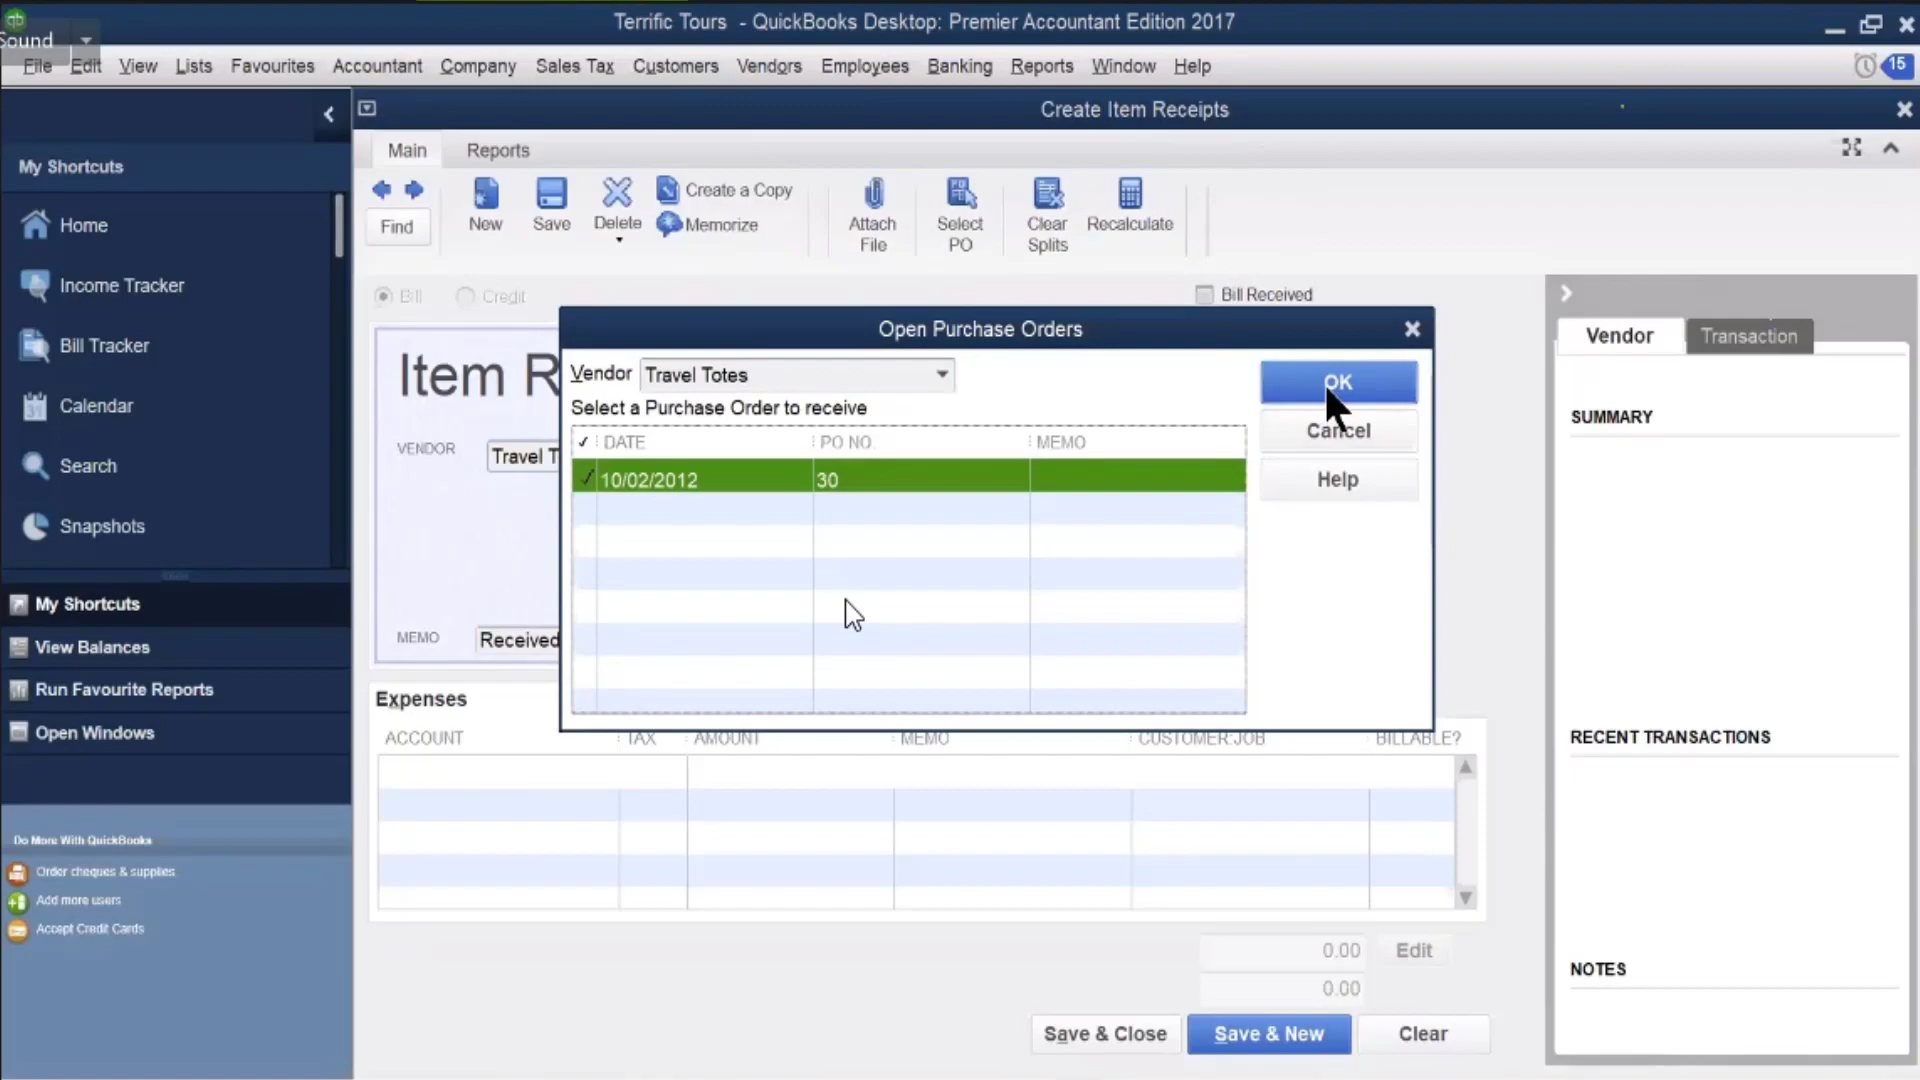 Terrific Tours - QuickBooks Desktop: Premier Accountant Edition 2017
Sound
File Edit View Lists Favourites Accountant Company Sales Tax Customers Vendors Employees Banking Reports Window Help
15
Create Item Receipts
My Shortcuts
Home
Income Tracker
Bill Tracker
Calendar
Search
Snapshots
My Shortcuts
View Balances
Run Favourite Reports
Open Windows
Do More With QuickBooks
Order cheques & supplies
Add more users
Accept Credit Cards
Main Reports
Find
New
Save
Delete
Create a Copy
Memorize
Attach File
Select PO
Clear Splits
Recalculate
Bill Credit
Bill Received
Item R
VENDOR Travel T
MEMO Received
Open Purchase Orders
Vendor Travel Totes
Select a Purchase Order to receive
DATE PO NO. MEMO
10/02/2012 30
OK
Cancel
Help
Expenses
ACCOUNT TAX AMOUNT MEMO CUSTOMER:JOB BILLABLE?
0.00 Edit
0.00
Save & Close Save & New Clear
Vendor Transaction
SUMMARY
RECENT TRANSACTIONS
NOTES